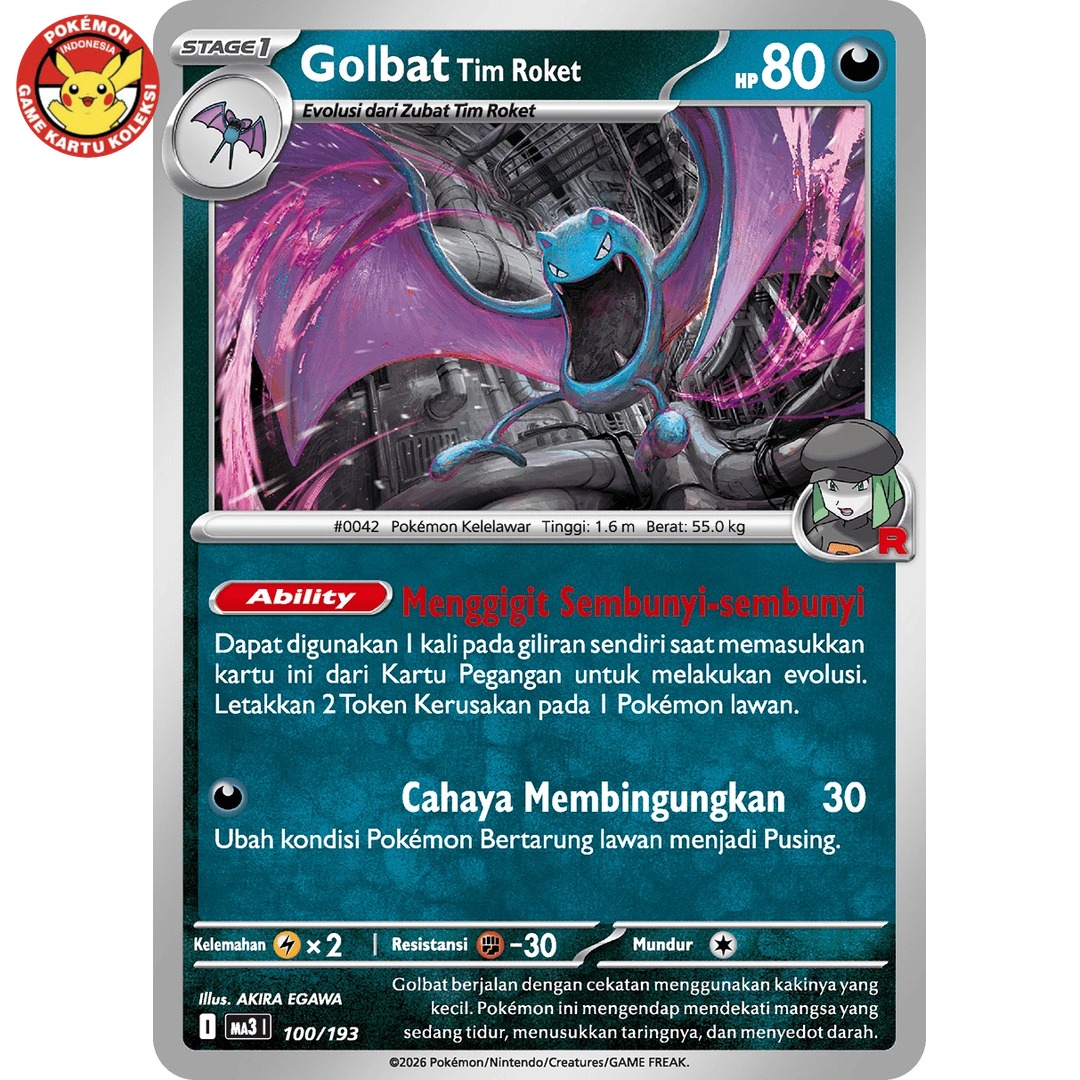 POKÉMON
INDONESIA
GAME KARTU KOLEKSI
STAGE1
Golbat Tim Roket
HP80
Evolusi dari Zubat Tim Roket
#0042 Pokémon Kelelawar Tinggi: 1.6 m Berat: 55.0 kg
R
Ability Menggigit Sembunyi-sembunyi
Dapat digunakan 1 kali pada giliran sendiri saat memasukkan
kartu ini dari Kartu Pegangan untuk melakukan evolusi.
Letakkan 2 Token Kerusakan pada 1 Pokémon lawan.
Cahaya Membingungkan 30
Ubah kondisi Pokémon Bertarung lawan menjadi Pusing.
Kelemahan ×2 | Resistansi -30 Mundur
Golbat berjalan dengan cekatan menggunakan kakinya yang
kecil. Pokémon ini mengendap mendekati mangsa yang
sedang tidur, menusukkan taringnya, dan menyedot darah.
Illus. AKIRA EGAWA
I MA3 I 100/193
©2026 Pokémon/Nintendo/Creatures/GAME FREAK.